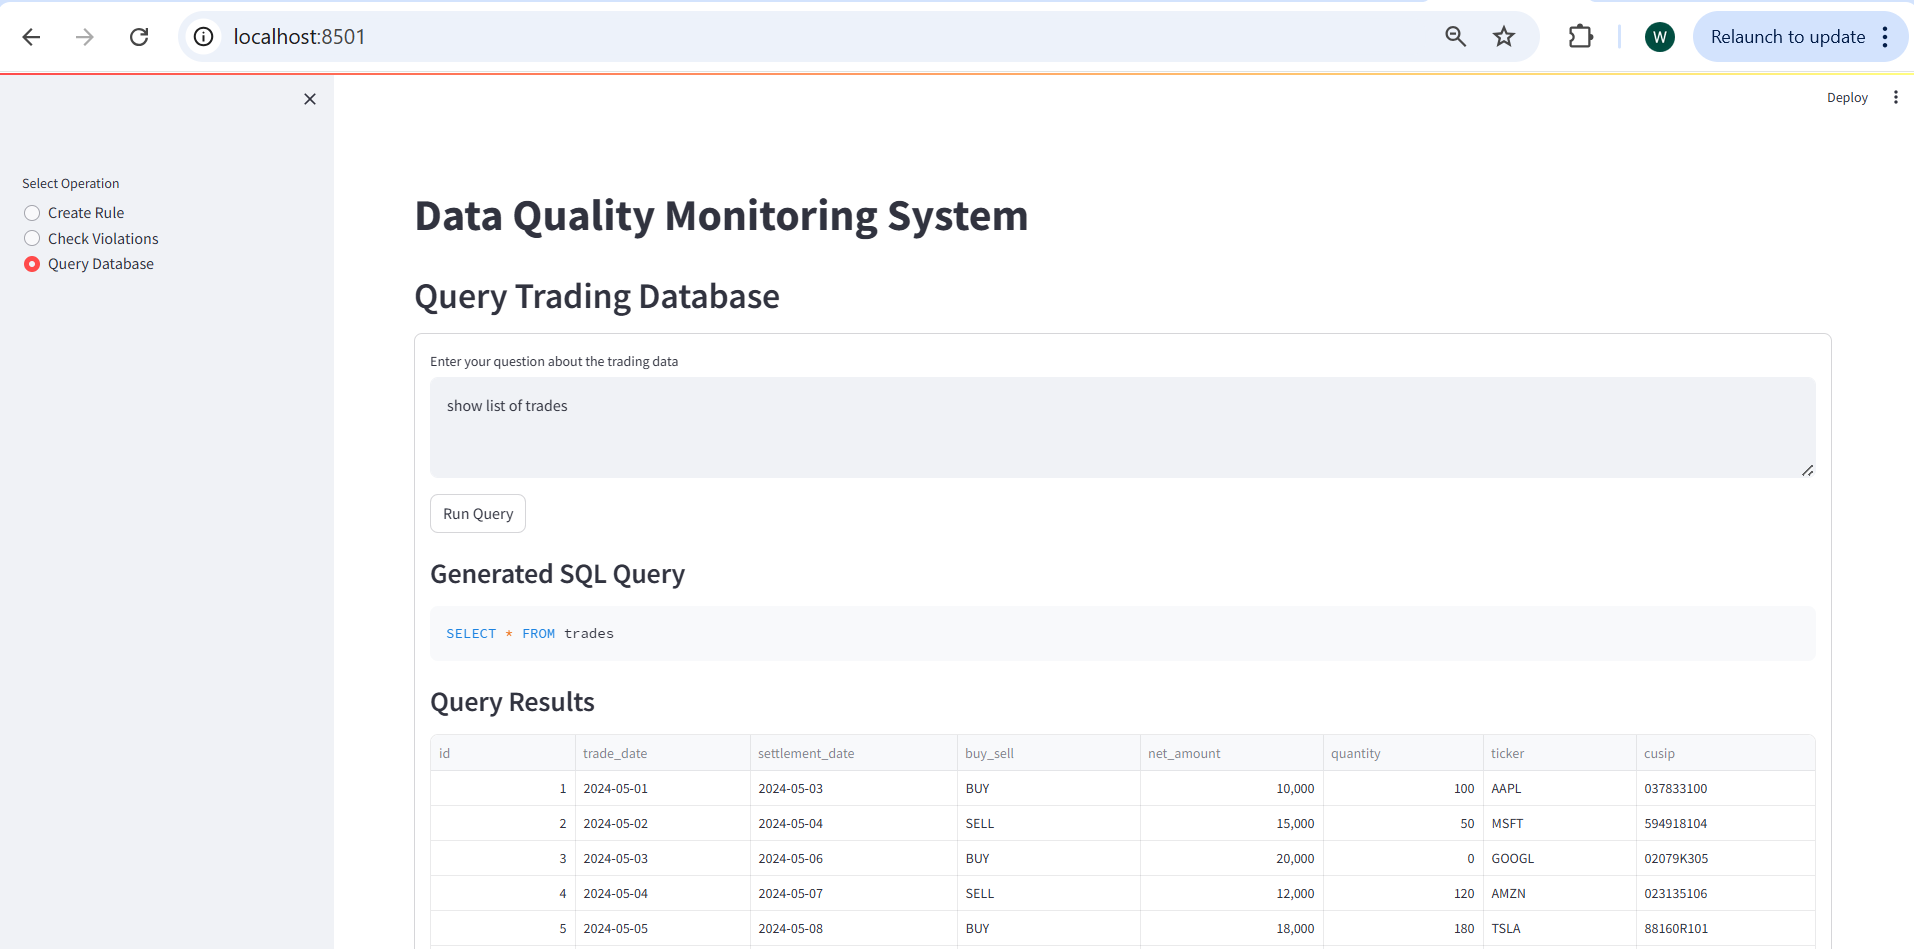 localhost:8501
W
Relaunch to update
Deploy
Select Operation
Create Rule
Check Violations
Query Database
Data Quality Monitoring System
Query Trading Database
Enter your question about the trading data
show list of trades
Run Query
Generated SQL Query
SELECT * FROM trades
Query Results
id trade_date settlement_date buy_sell net_amount quantity ticker cusip
1 2024-05-01 2024-05-03 BUY 10,000 100 AAPL 037833100
2 2024-05-02 2024-05-04 SELL 15,000 50 MSFT 594918104
3 2024-05-03 2024-05-06 BUY 20,000 0 GOOGL 02079K305
4 2024-05-04 2024-05-07 SELL 12,000 120 AMZN 023135106
5 2024-05-05 2024-05-08 BUY 18,000 180 TSLA 88160R101